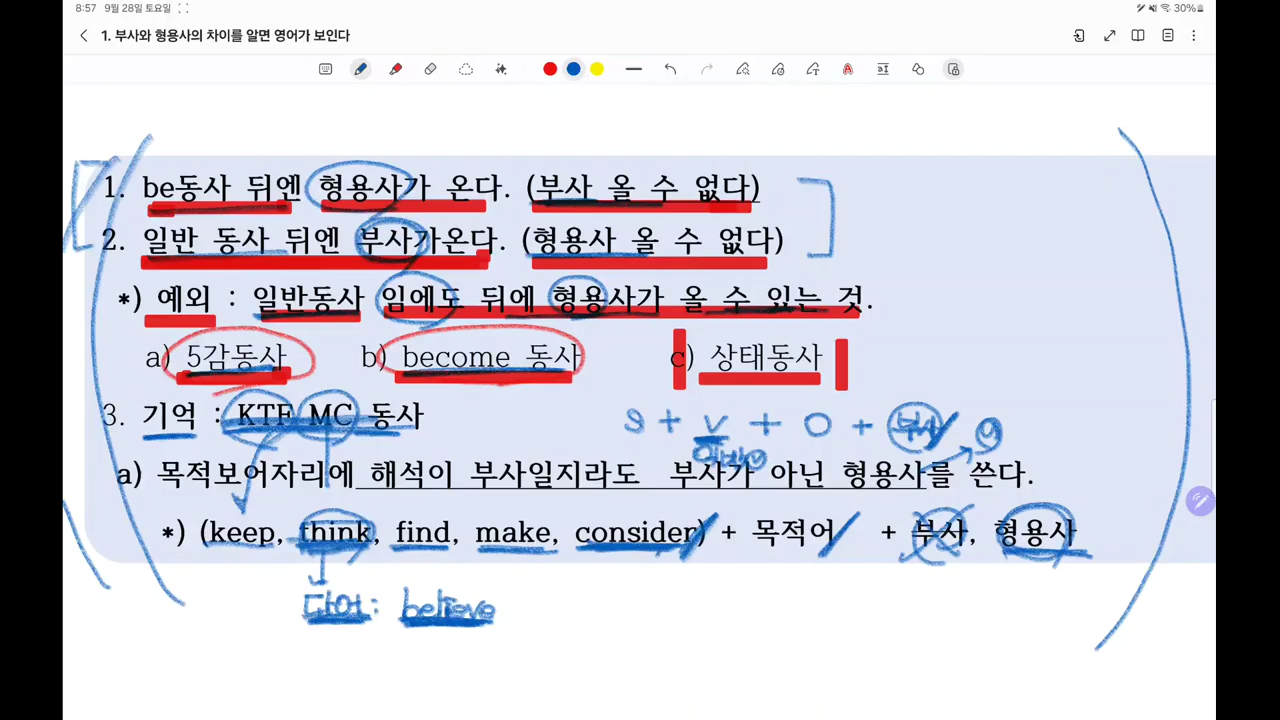 8:57 9월 28일 토요일 30%
1. 부사와 형용사의 차이를 알면 영어가 보인다
1. be동사 뒤엔 형용사가 온다. (부사 올 수 없다)
2. 일반 동사 뒤엔 부사가온다. (형용사 올 수 없다)
*) 예외 : 일반동사 임에도 뒤에 형용사가 올 수 있는 것.
a) 5감동사 b) become 동사 c) 상태동사
3. 기억 : KTF MC 동사
s + v + O + 부사
a) 목적보어자리에 해석이 부사일지라도 부사가 아닌 형용사를 쓴다.
*) (keep, think, find, make, consider) + 목적어 + 부사, 형용사
단어: believe